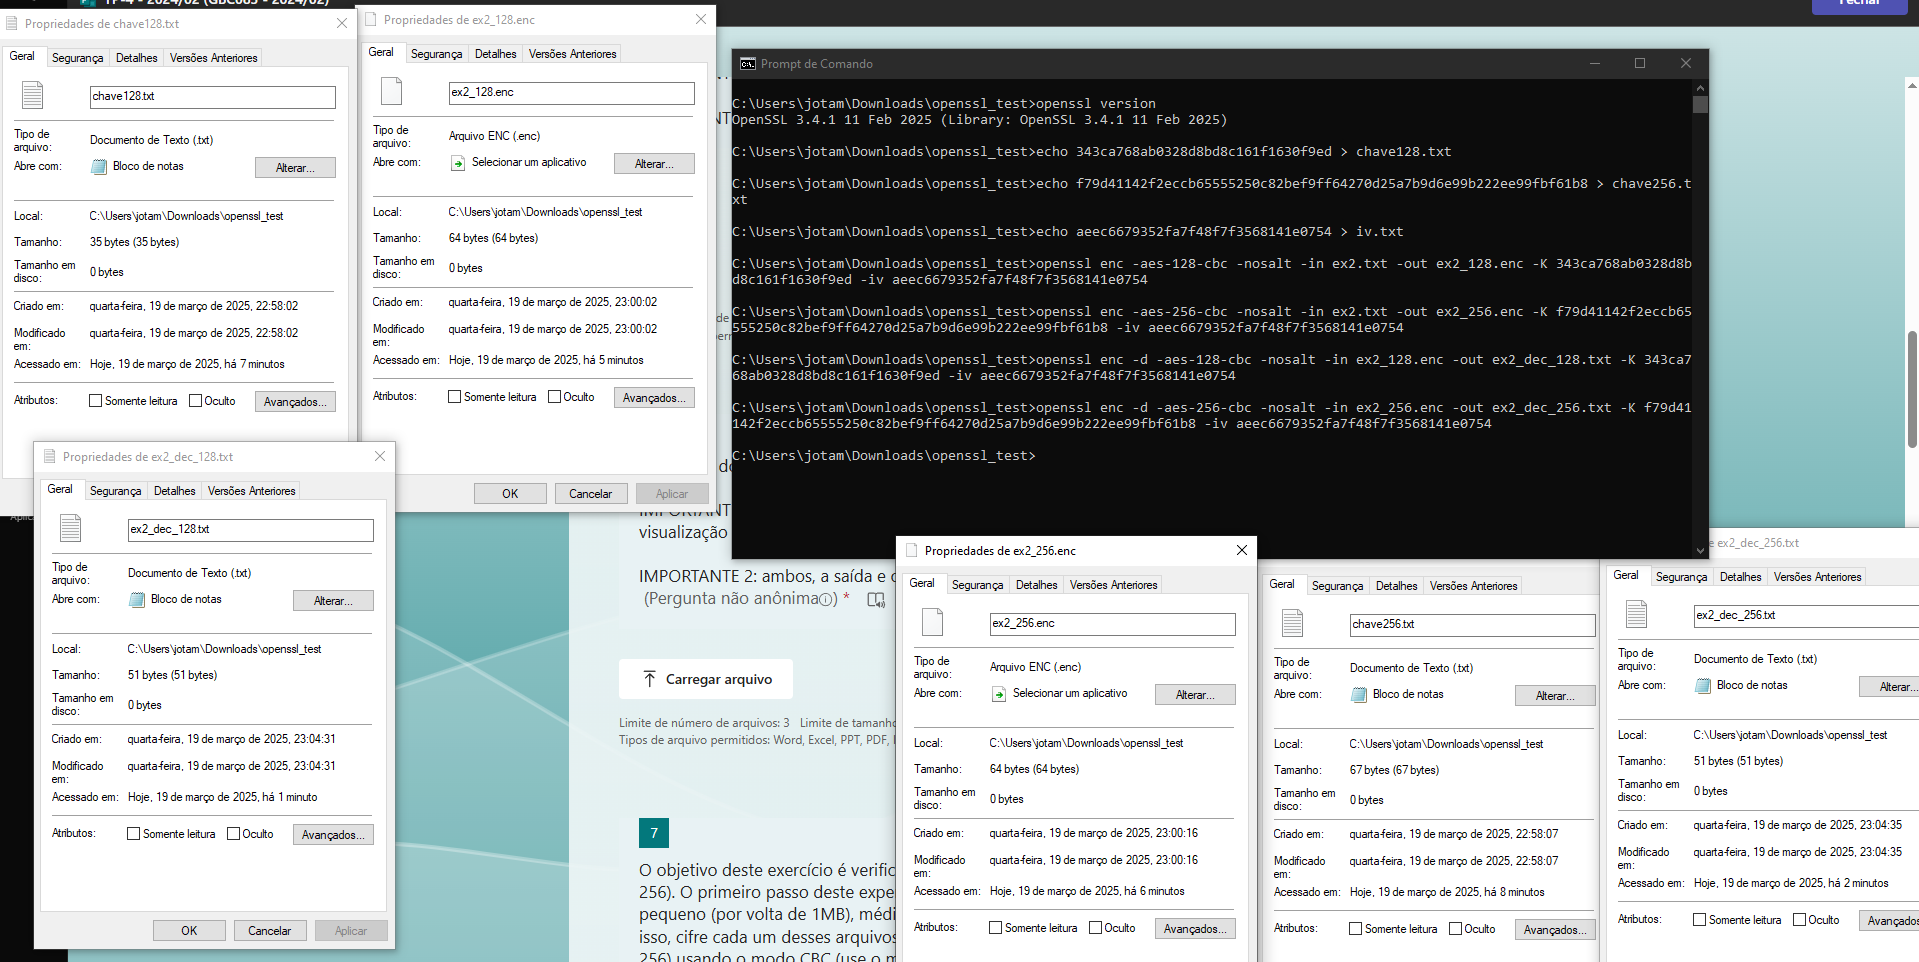 TP-4 - 2024/02 (GBC083 - 2024/02)
Fechar
Propriedades de chave128.txt
Geral
Segurança
Detalhes
Versões Anteriores
chave128.txt
Tipo de arquivo:
Documento de Texto (.txt)
Abre com:
Bloco de notas
Alterar...
Local:
C:\Users\jotam\Downloads\openssl_test
Tamanho:
35 bytes (35 bytes)
Tamanho em disco:
0 bytes
Criado em:
quarta-feira, 19 de março de 2025, 22:58:02
Modificado em:
quarta-feira, 19 de março de 2025, 22:58:02
Acessado em:
Hoje, 19 de março de 2025, há 7 minutos
Atributos:
Somente leitura
Oculto
Avançados...
Propriedades de ex2_128.enc
Geral
Segurança
Detalhes
Versões Anteriores
ex2_128.enc
Tipo de arquivo:
Arquivo ENC (.enc)
Abre com:
Selecionar um aplicativo
Alterar...
Local:
C:\Users\jotam\Downloads\openssl_test
Tamanho:
64 bytes (64 bytes)
Tamanho em disco:
0 bytes
Criado em:
quarta-feira, 19 de março de 2025, 23:00:02
Modificado em:
quarta-feira, 19 de março de 2025, 23:00:02
Acessado em:
Hoje, 19 de março de 2025, há 5 minutos
Atributos:
Somente leitura
Oculto
Avançados...
OK
Cancelar
Aplicar
Prompt de Comando
C:\Users\jotam\Downloads\openssl_test>openssl version
OpenSSL 3.4.1 11 Feb 2025 (Library: OpenSSL 3.4.1 11 Feb 2025)
C:\Users\jotam\Downloads\openssl_test>echo 343ca768ab0328d8bd8c161f1630f9ed > chave128.txt
C:\Users\jotam\Downloads\openssl_test>echo f79d41142f2eccb65555250c82bef9ff64270d25a7b9d6e99b222ee99fbf61b8 > chave256.t
xt
C:\Users\jotam\Downloads\openssl_test>echo aeec6679352fa7f48f7f3568141e0754 > iv.txt
C:\Users\jotam\Downloads\openssl_test>openssl enc -aes-128-cbc -nosalt -in ex2.txt -out ex2_128.enc -K 343ca768ab0328d8b
d8c161f1630f9ed -iv aeec6679352fa7f48f7f3568141e0754
C:\Users\jotam\Downloads\openssl_test>openssl enc -aes-256-cbc -nosalt -in ex2.txt -out ex2_256.enc -K f79d41142f2eccb65
555250c82bef9ff64270d25a7b9d6e99b222ee99fbf61b8 -iv aeec6679352fa7f48f7f3568141e0754
C:\Users\jotam\Downloads\openssl_test>openssl enc -d -aes-128-cbc -nosalt -in ex2_128.enc -out ex2_dec_128.txt -K 343ca7
68ab0328d8bd8c161f1630f9ed -iv aeec6679352fa7f48f7f3568141e0754
C:\Users\jotam\Downloads\openssl_test>openssl enc -d -aes-256-cbc -nosalt -in ex2_256.enc -out ex2_dec_256.txt -K f79d41
142f2eccb65555250c82bef9ff64270d25a7b9d6e99b222ee99fbf61b8 -iv aeec6679352fa7f48f7f3568141e0754
C:\Users\jotam\Downloads\openssl_test>
Propriedades de ex2_dec_128.txt
Geral
Segurança
Detalhes
Versões Anteriores
ex2_dec_128.txt
Tipo de arquivo:
Documento de Texto (.txt)
Abre com:
Bloco de notas
Alterar...
Local:
C:\Users\jotam\Downloads\openssl_test
Tamanho:
51 bytes (51 bytes)
Tamanho em disco:
0 bytes
Criado em:
quarta-feira, 19 de março de 2025, 23:04:31
Modificado em:
quarta-feira, 19 de março de 2025, 23:04:31
Acessado em:
Hoje, 19 de março de 2025, há 1 minuto
Atributos:
Somente leitura
Oculto
Avançados...
OK
Cancelar
Aplicar
visualização
IMPORTANTE 2: ambos, a saída e
(Pergunta não anônima) *
Carregar arquivo
Limite de número de arquivos: 3 Limite de tamanho
Tipos de arquivo permitidos: Word, Excel, PPT, PDF,
7
O objetivo deste exercício é verific
256). O primeiro passo deste expe
pequeno (por volta de 1MB), médi
isso, cifre cada um desses arquivos
256) usando o modo CBC (use o m
Propriedades de ex2_256.enc
Geral
Segurança
Detalhes
Versões Anteriores
ex2_256.enc
Tipo de arquivo:
Arquivo ENC (.enc)
Abre com:
Selecionar um aplicativo
Alterar...
Local:
C:\Users\jotam\Downloads\openssl_test
Tamanho:
64 bytes (64 bytes)
Tamanho em disco:
0 bytes
Criado em:
quarta-feira, 19 de março de 2025, 23:00:16
Modificado em:
quarta-feira, 19 de março de 2025, 23:00:16
Acessado em:
Hoje, 19 de março de 2025, há 6 minutos
Atributos:
Somente leitura
Oculto
Avançados...
Geral
Segurança
Detalhes
Versões Anteriores
chave256.txt
Tipo de arquivo:
Documento de Texto (.txt)
Abre com:
Bloco de notas
Alterar...
Local:
C:\Users\jotam\Downloads\openssl_test
Tamanho:
67 bytes (67 bytes)
Tamanho em disco:
0 bytes
Criado em:
quarta-feira, 19 de março de 2025, 22:58:07
Modificado em:
quarta-feira, 19 de março de 2025, 22:58:07
Acessado em:
Hoje, 19 de março de 2025, há 8 minutos
Atributos:
Somente leitura
Oculto
Avançados...
e ex2_dec_256.txt
Geral
Segurança
Detalhes
Versões Anteriores
ex2_dec_256.txt
Tipo de arquivo:
Documento de Texto (.txt)
Abre com:
Bloco de notas
Alterar...
Local:
C:\Users\jotam\Downloads\openssl_test
Tamanho:
51 bytes (51 bytes)
Tamanho em disco:
0 bytes
Criado em:
quarta-feira, 19 de março de 2025, 23:04:35
Modificado em:
quarta-feira, 19 de março de 2025, 23:04:35
Acessado em:
Hoje, 19 de março de 2025, há 2 minutos
Atributos:
Somente leitura
Oculto
Avançados